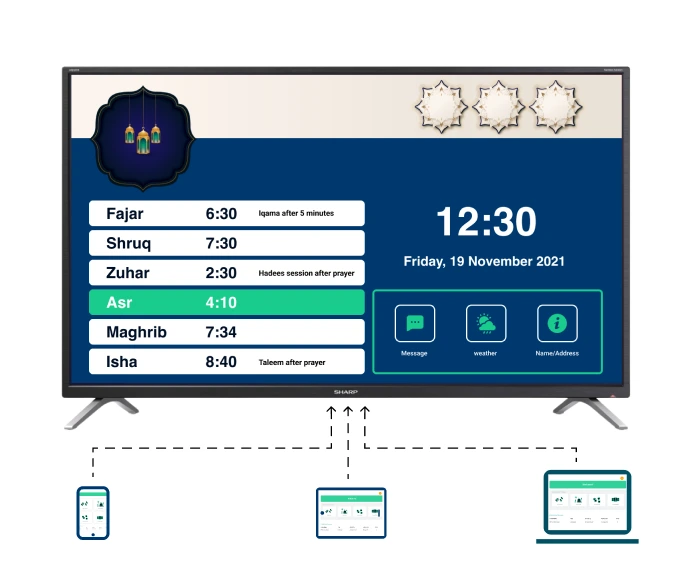 Fajar 6:30 Iqama after 5 minutes
Shruq 7:30
Zuhar 2:30 Hadees session after prayer
Asr 4:10
Maghrib 7:34
Isha 8:40 Taleem after prayer
12:30
Friday, 19 November 2021
Message weather Name/Address
SHARP